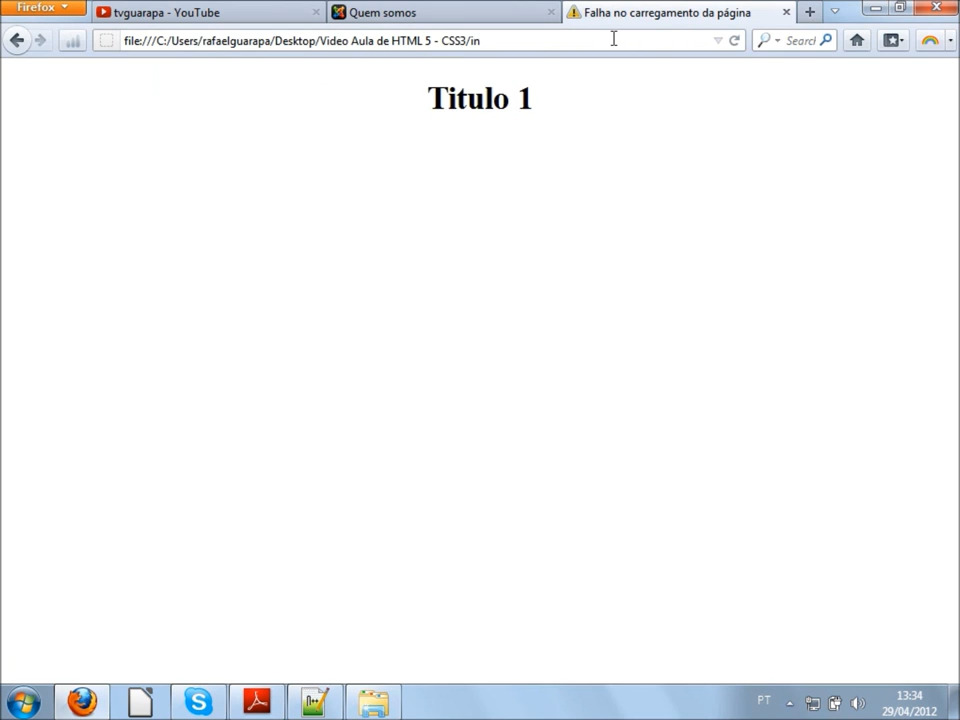 Firefox
tvguarapa - YouTube
Quem somos
Falha no carregamento da página
file:///C:/Users/rafaelguarapa/Desktop/Video Aula de HTML 5 - CSS3/in
Search
Titulo 1
PT
13:34
29/04/2012